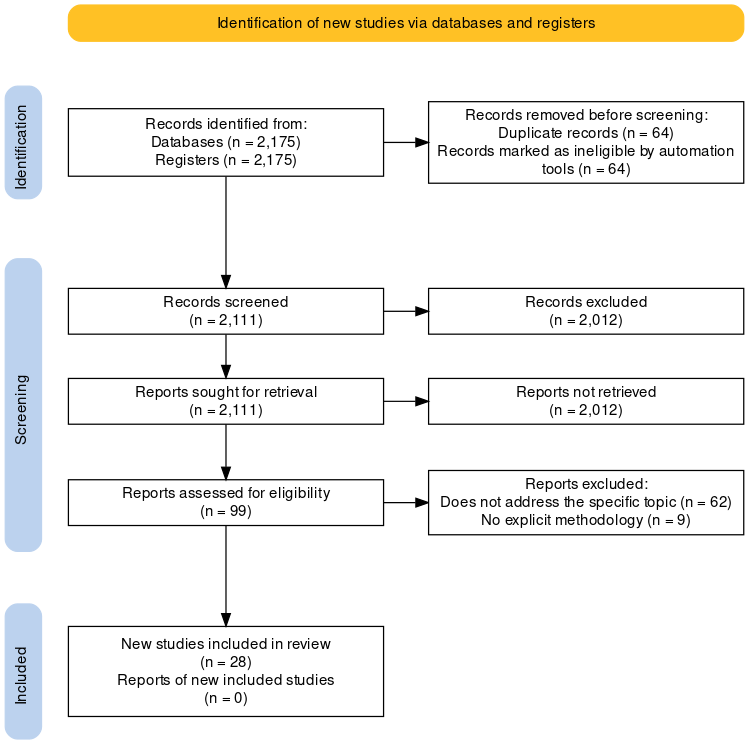 Identification of new studies via databases and registers
Identification
Records identified from:
Databases (n = 2,175)
Registers (n = 2,175)
Records removed before screening:
Duplicate records (n = 64)
Records marked as ineligible by automation
tools (n = 64)
Screening
Records screened
(n = 2,111)
Records excluded
(n = 2,012)
Reports sought for retrieval
(n = 2,111)
Reports not retrieved
(n = 2,012)
Reports assessed for eligibility
(n = 99)
Reports excluded:
Does not address the specific topic (n = 62)
No explicit methodology (n = 9)
Included
New studies included in review
(n = 28)
Reports of new included studies
(n = 0)